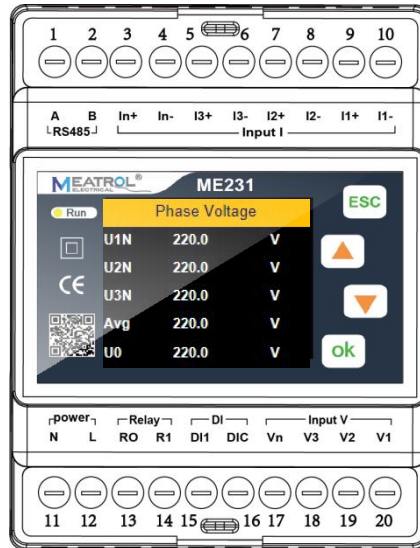 1 2 3 4 5 6 7 8 9 10
A B In+ In- I3+ I3- I2+ I2- I1+ I1-
RS485 Input I
MEATROL® ME231
ELECTRICAL
ESC
Run Phase Voltage
U1N 220.0 V
U2N 220.0 V
CE
U3N 220.0 V
Avg 220.0 V
U0 220.0 V
ok
power Relay DI Input V
N L RO R1 DI1 DIC Vn V3 V2 V1
11 12 13 14 15 16 17 18 19 20